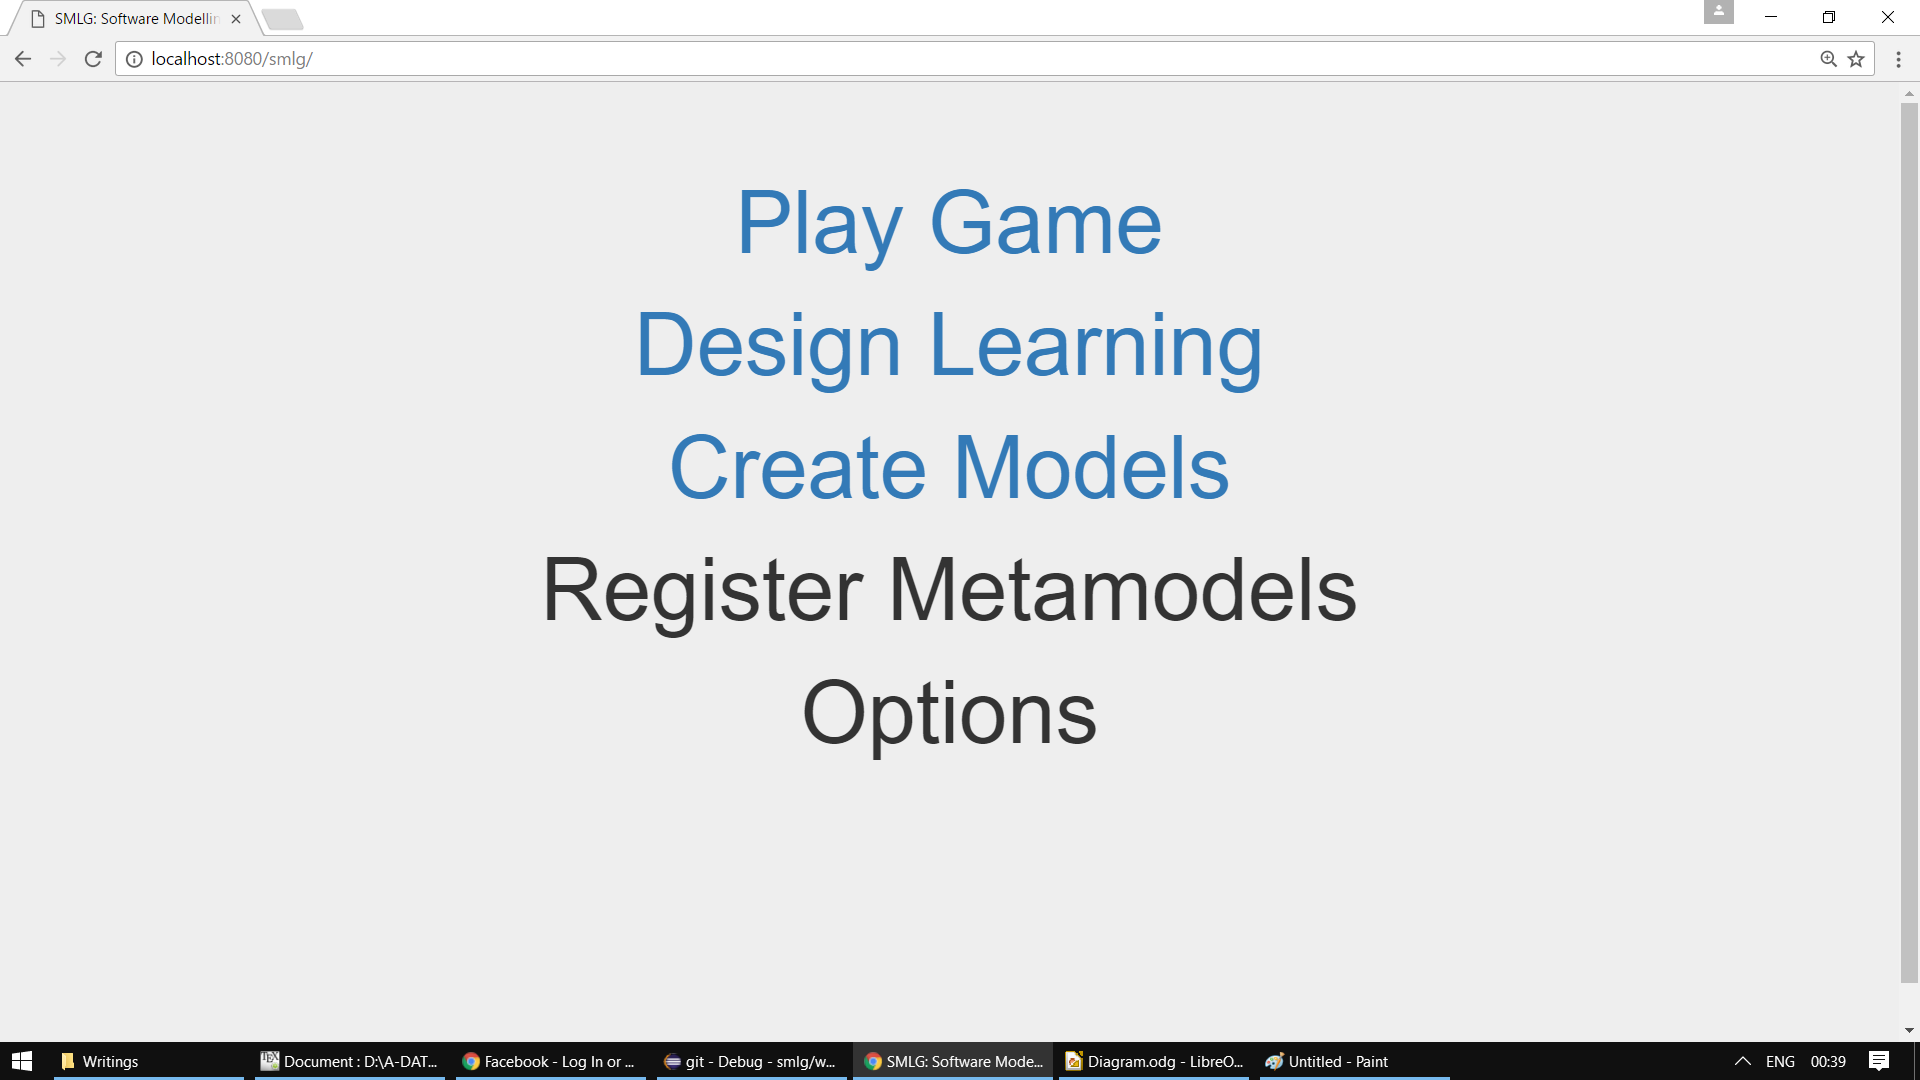 SMLG: Software Modellin
localhost:8080/smlg/
Play Game
Design Learning
Create Models
Register Metamodels
Options
Writings
Document : D:\A-DAT...
Facebook - Log In or ...
git - Debug - smlg/w...
SMLG: Software Mode...
Diagram.odg - LibreO...
Untitled - Paint
ENG
00:39